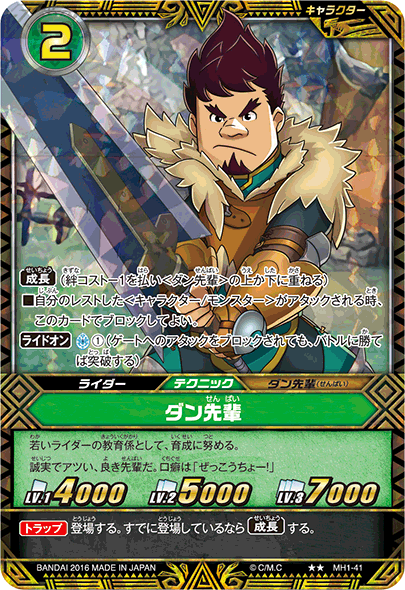 キャラクター
2
成長 (絆コスト−1を払い<ダン先輩>の上か下に重ねる)
■自分のレストした<キャラクター/モンスター>がアタックされる時、
このカードでブロックしてよい。
ライドオン ① (ゲートへのアタックをブロックされても、バトルに勝て
ば突破する)
ライダー テクニック ダン先輩(せんぱい)
ダン先輩
若いライダーの教育係として、育成に努める。
誠実でアツい、良き先輩だ。口癖は「ぜっこうちょー!」
LV.1 4000 LV.2 5000 LV.3 7000
トラップ 登場する。すでに登場しているなら 成長 する。
BANDAI 2016 MADE IN JAPAN © C/M.C ★★ MH1-41